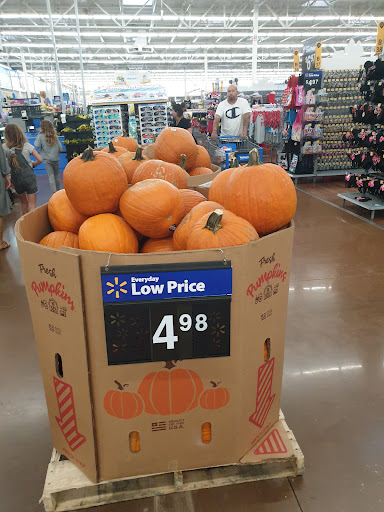 Champion
Fresh
Pumpkins
Everyday
Low Price
4 98
Fresh
Pumpkins
U.S.A.